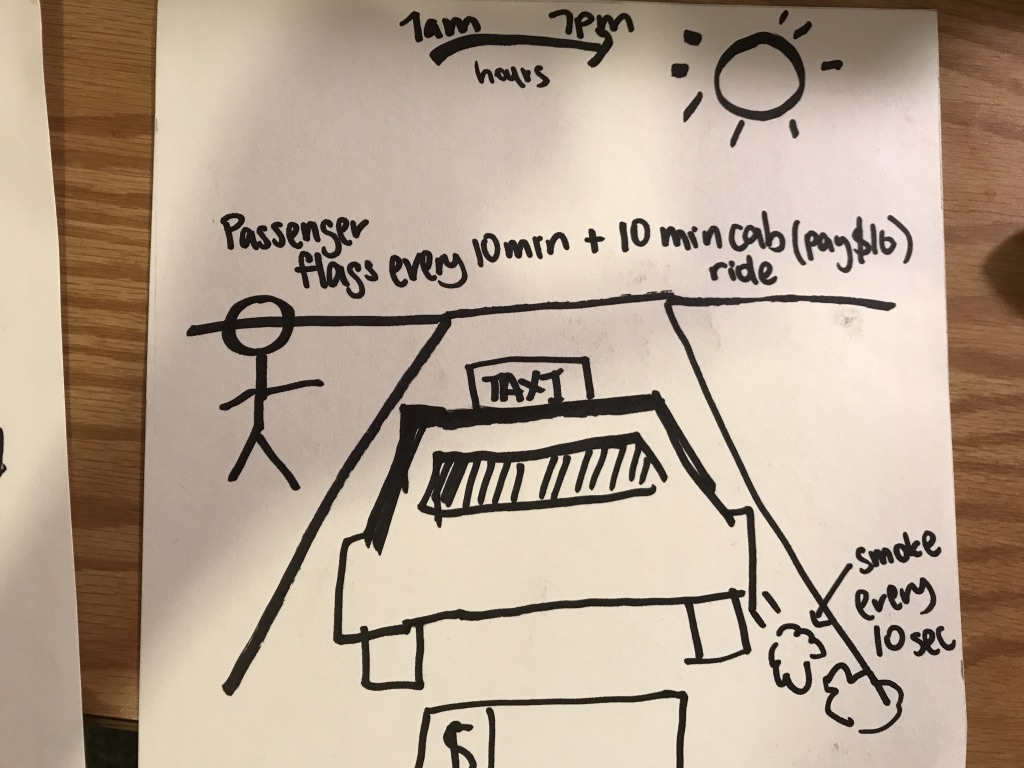 7am 7pm
hours
Passenger
flags every 10 min + 10 min cab (pay $16)
ride
TAXI
smoke
every
10 sec
$